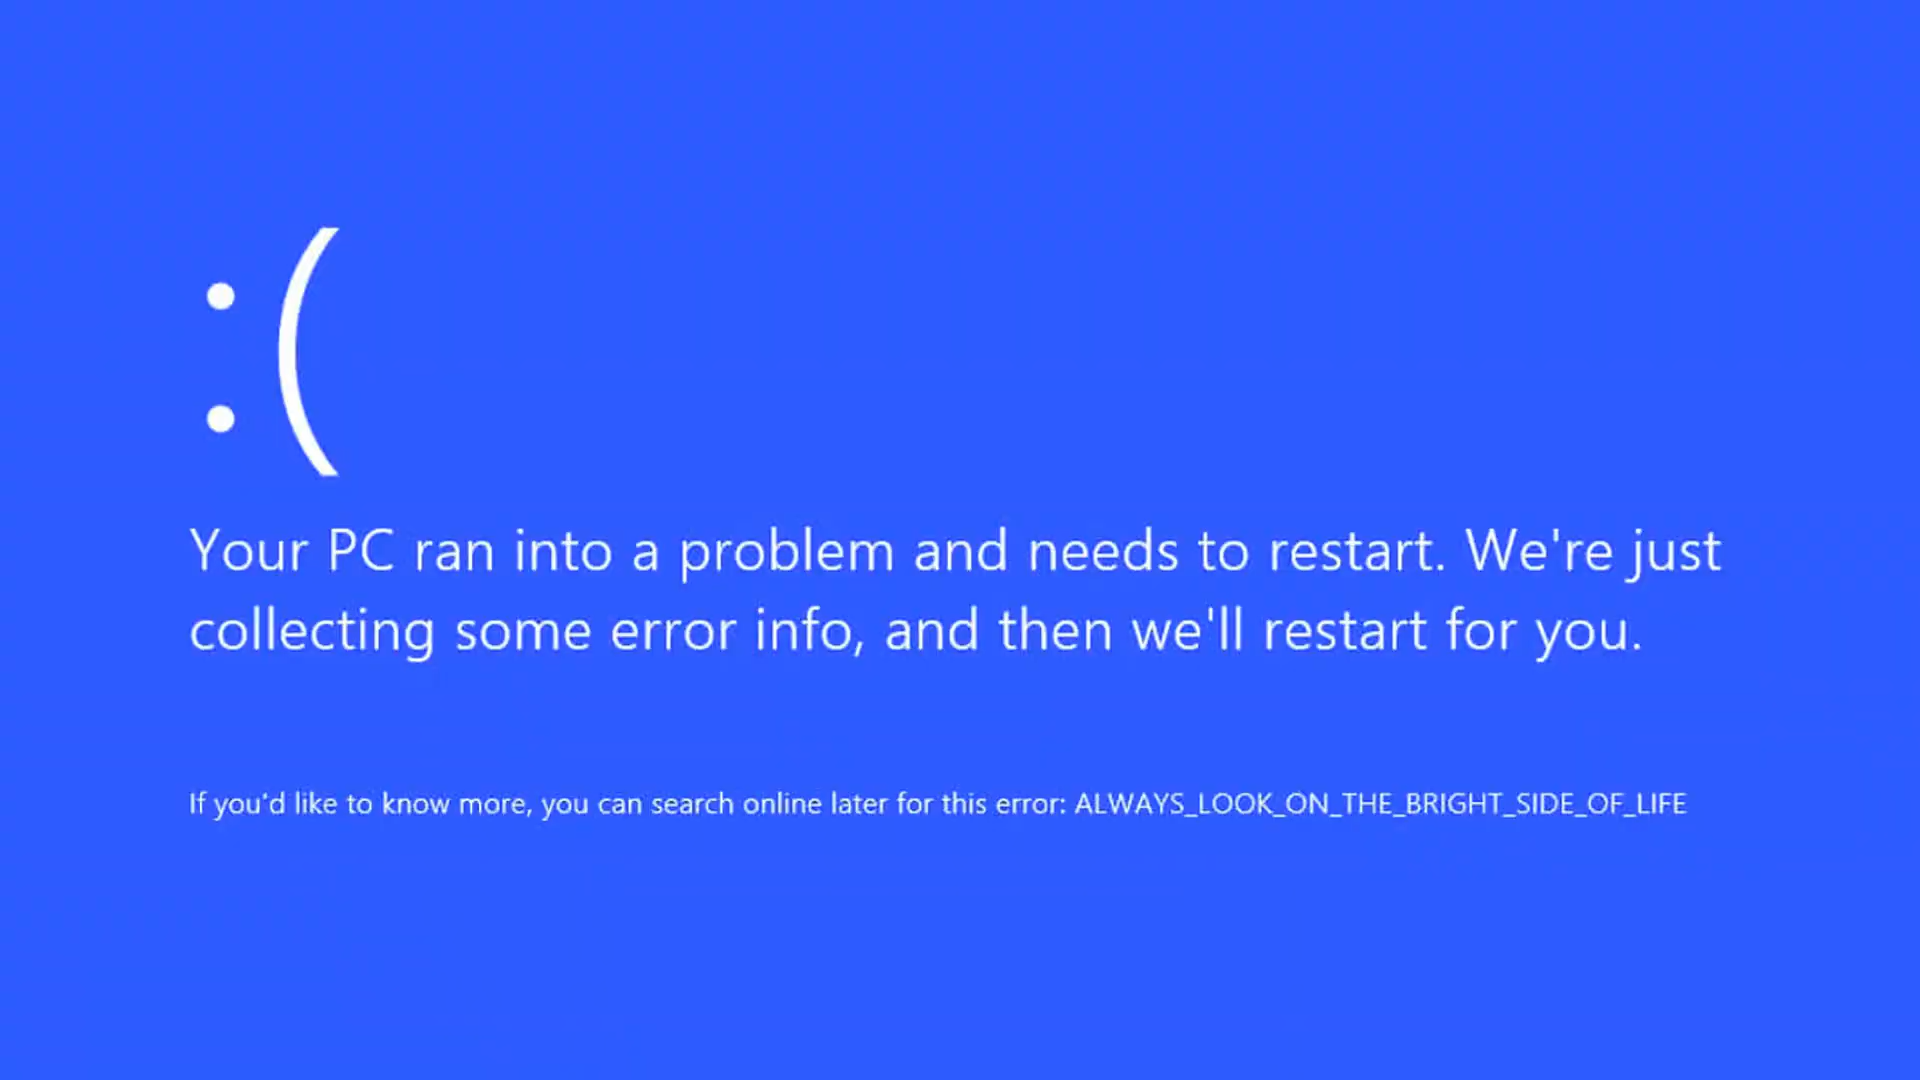 :(
Your PC ran into a problem and needs to restart. We're just
collecting some error info, and then we'll restart for you.
If you'd like to know more, you can search online later for this error: ALWAYS_LOOK_ON_THE_BRIGHT_SIDE_OF_LIFE